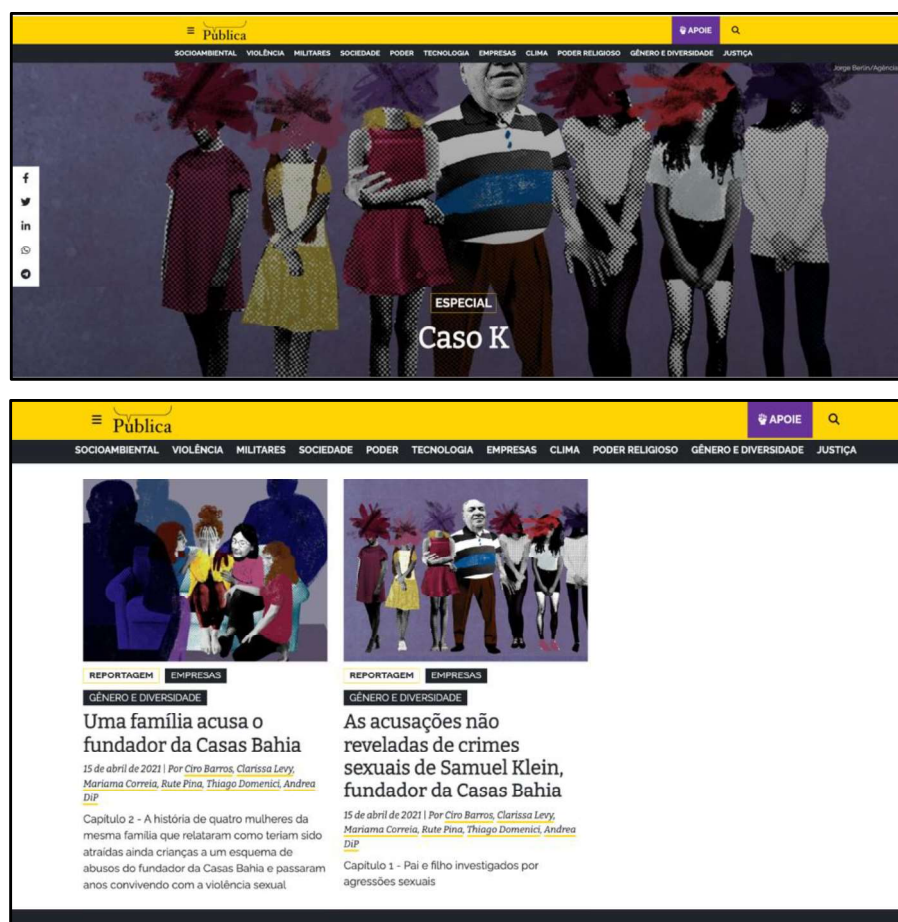 Pública
APOIE
SOCIOAMBIENTAL VIOLÊNCIA MILITARES SOCIEDADE PODER TECNOLOGIA EMPRESAS CLIMA PODER RELIGIOSO GÊNERO E DIVERSIDADE JUSTIÇA
Jorge Berlin/Agência
ESPECIAL
Caso K
Pública
APOIE
SOCIOAMBIENTAL VIOLÊNCIA MILITARES SOCIEDADE PODER TECNOLOGIA EMPRESAS CLIMA PODER RELIGIOSO GÊNERO E DIVERSIDADE JUSTIÇA
REPORTAGEM EMPRESAS
GÊNERO E DIVERSIDADE
Uma família acusa o
fundador da Casas Bahia
15 de abril de 2021 | Por Ciro Barros, Clarissa Levy,
Mariama Correia, Rute Pina, Thiago Domenici, Andrea
DiP
Capítulo 2 - A história de quatro mulheres da
mesma família que relataram como teriam sido
atraídas ainda crianças a um esquema de
abusos do fundador da Casas Bahia e passaram
anos convivendo com a violência sexual
REPORTAGEM EMPRESAS
GÊNERO E DIVERSIDADE
As acusações não
reveladas de crimes
sexuais de Samuel Klein,
fundador da Casas Bahia
15 de abril de 2021 | Por Ciro Barros, Clarissa Levy,
Mariama Correia, Rute Pina, Thiago Domenici, Andrea
DiP
Capítulo 1 - Pai e filho investigados por
agressões sexuais